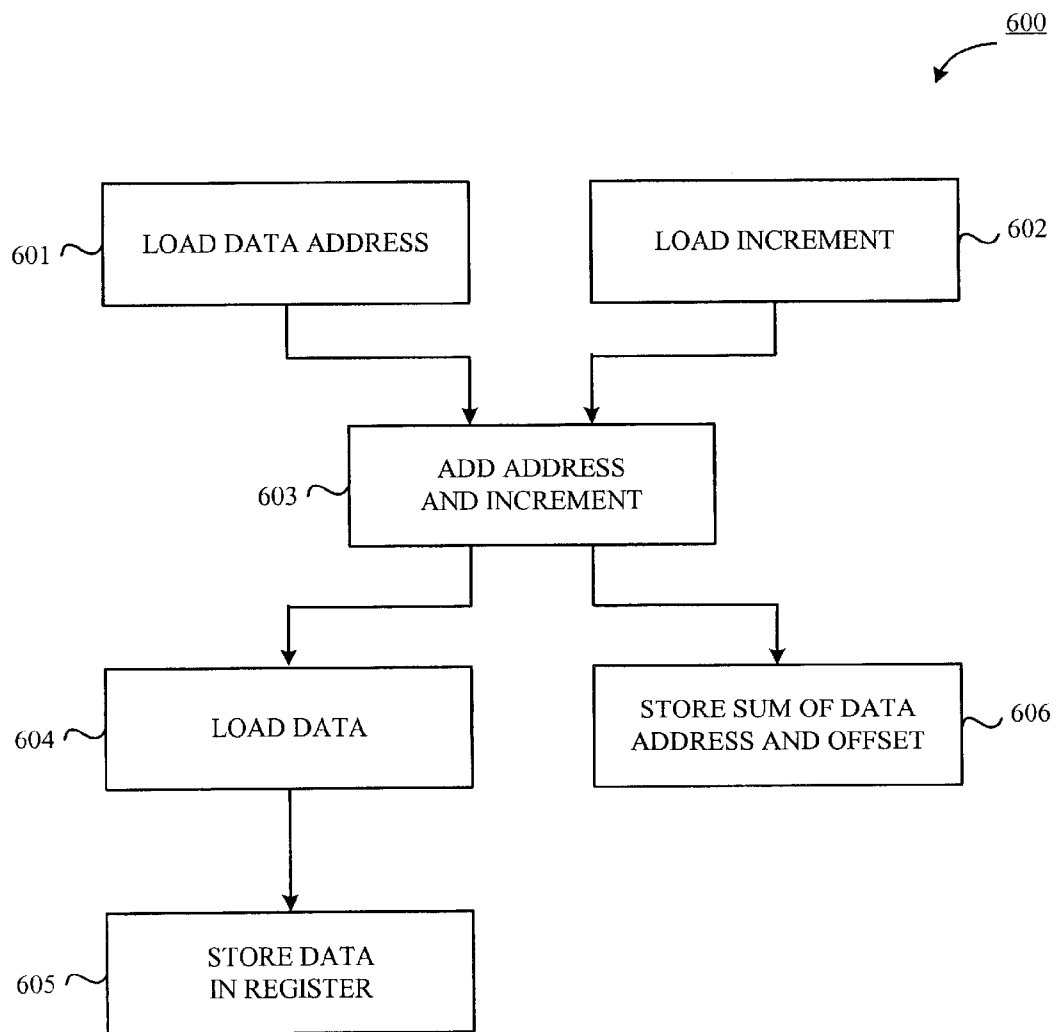 600
LOAD DATA ADDRESS
601
LOAD INCREMENT
602
ADD ADDRESS
AND INCREMENT
603
LOAD DATA
604
STORE SUM OF DATA
ADDRESS AND OFFSET
606
STORE DATA
IN REGISTER
605